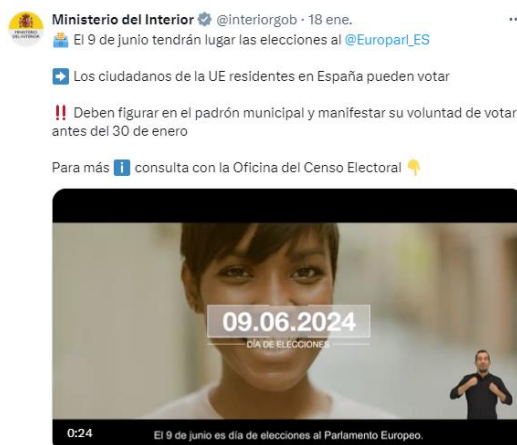 Ministerio del Interior @interiorgob · 18 ene.
El 9 de junio tendrán lugar las elecciones al @Europarl_ES
Los ciudadanos de la UE residentes en España pueden votar
Deben figurar en el padrón municipal y manifestar su voluntad de votar
antes del 30 de enero
Para más consulta con la Oficina del Censo Electoral
09.06.2024
DÍA DE ELECCIONES
0:24
El 9 de junio es día de elecciones al Parlamento Europeo.